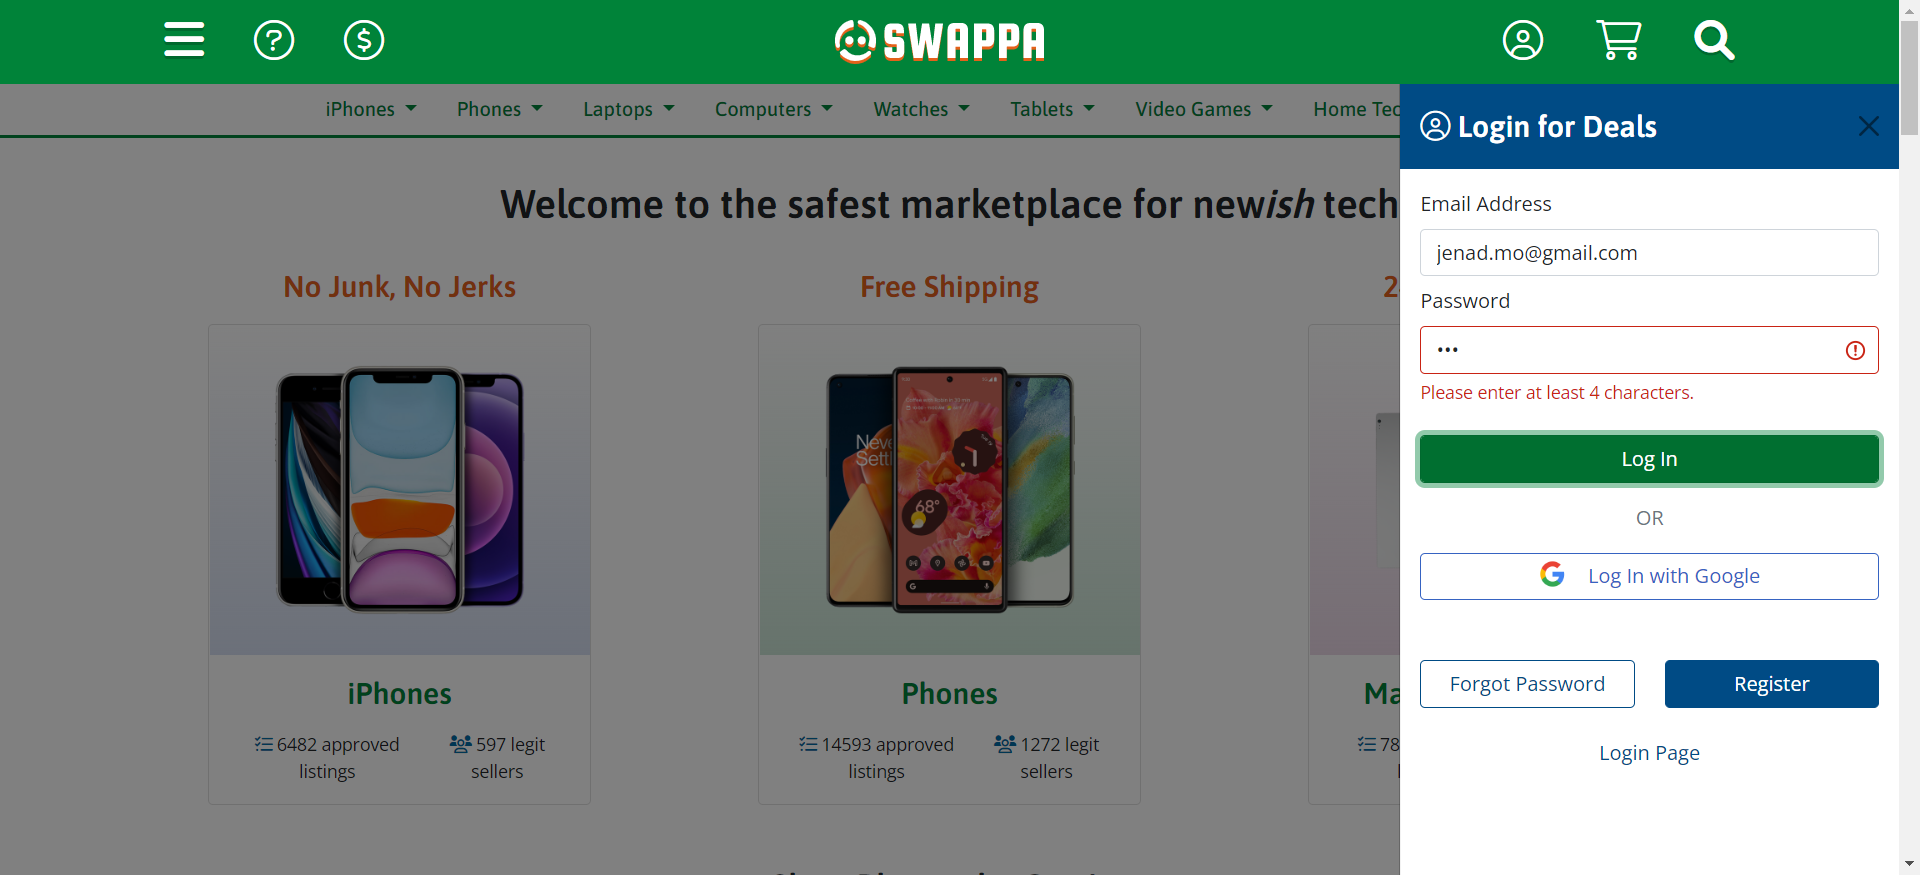 SWAPPA
iPhones
Phones
Laptops
Computers
Watches
Tablets
Video Games
Home Tec
Welcome to the safest marketplace for newish tech
No Junk, No Jerks
Free Shipping
2
iPhones
6482 approved listings
597 legit sellers
Phones
14593 approved listings
1272 legit sellers
Ma
78
Login for Deals
Email Address
jenad.mo@gmail.com
Password
Please enter at least 4 characters.
Log In
OR
Log In with Google
Forgot Password
Register
Login Page